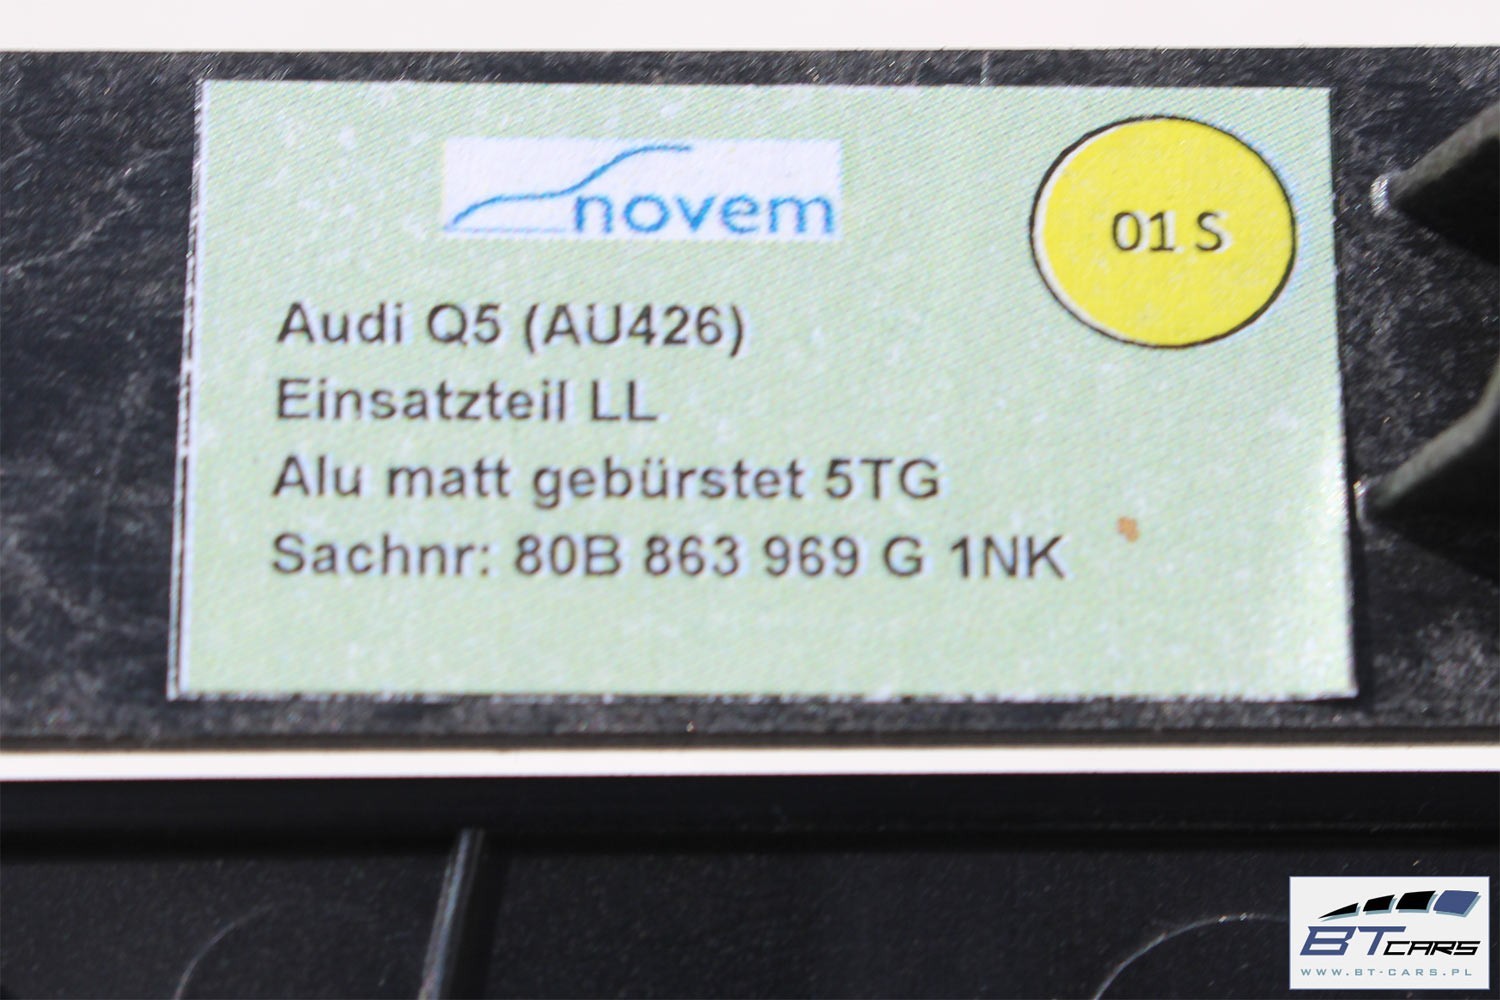 novem
01 S
Audi Q5 (AU426)
Einsatzteil LL
Alu matt gebürstet 5TG
Sachnr: 80B 863 969 G 1NK
BT CARS
WWW.BT-CARS.PL